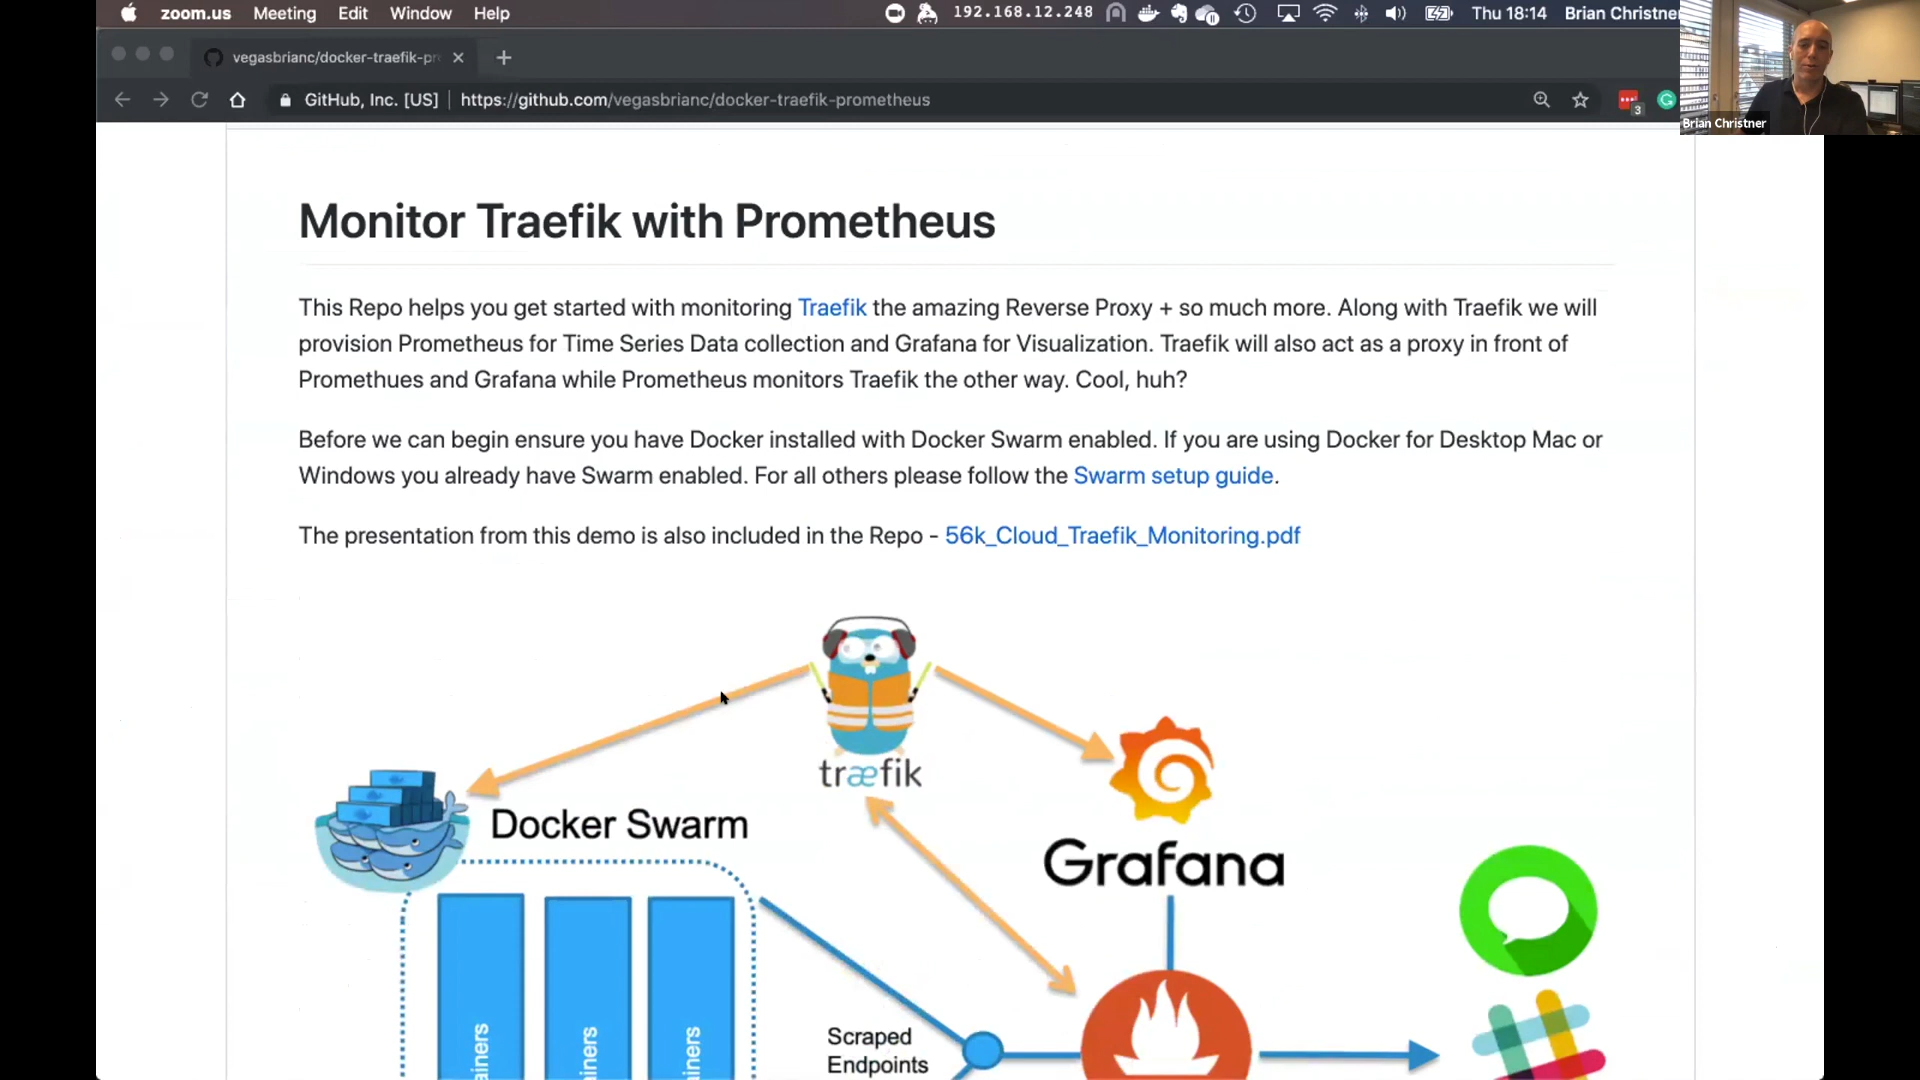 zoom.us Meeting Edit Window Help 192.168.12.248 Thu 18:14 Brian Christner
vegasbrianc/docker-traefik-pr
GitHub, Inc. [US] https://github.com/vegasbrianc/docker-traefik-prometheus
3
Brian Christner
Monitor Traefik with Prometheus
This Repo helps you get started with monitoring Traefik the amazing Reverse Proxy + so much more. Along with Traefik we will
provision Prometheus for Time Series Data collection and Grafana for Visualization. Traefik will also act as a proxy in front of
Promethues and Grafana while Prometheus monitors Traefik the other way. Cool, huh?
Before we can begin ensure you have Docker installed with Docker Swarm enabled. If you are using Docker for Desktop Mac or
Windows you already have Swarm enabled. For all others please follow the Swarm setup guide.
The presentation from this demo is also included in the Repo - 56k_Cloud_Traefik_Monitoring.pdf
træfik
Docker Swarm
Grafana
Scraped
Endpoints